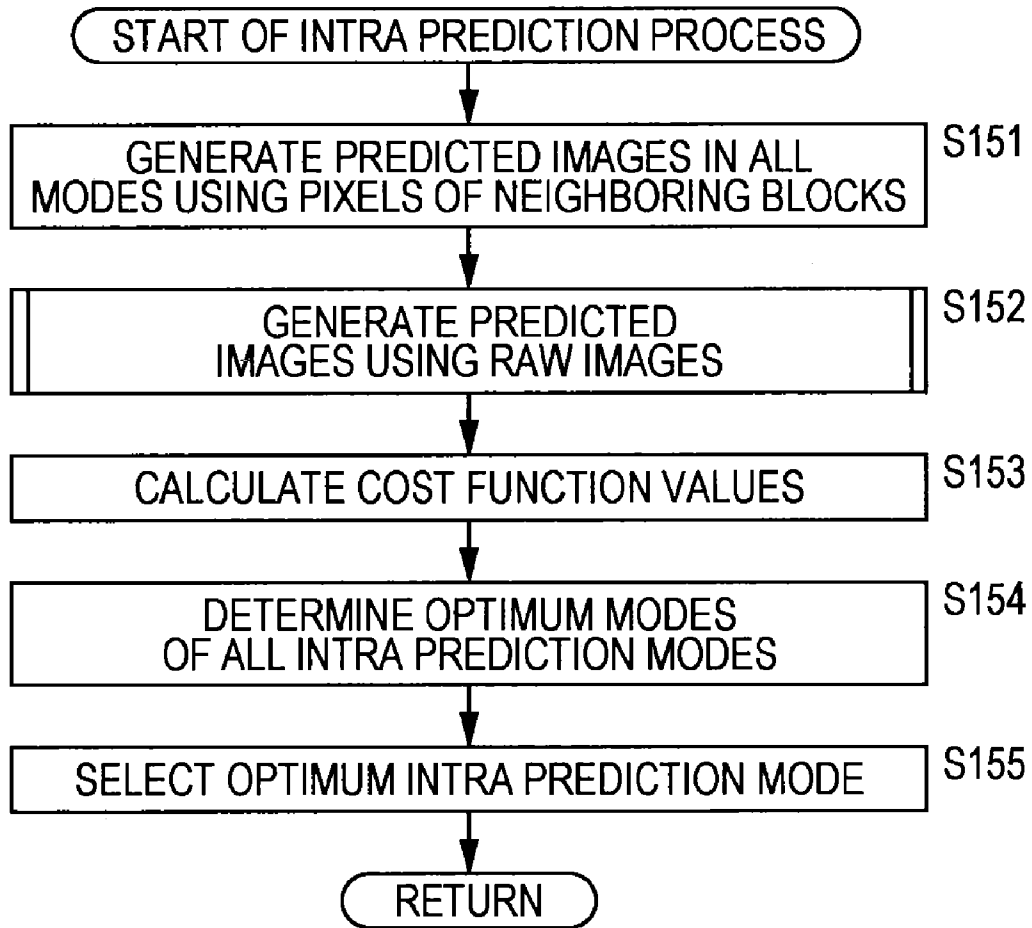 START OF INTRA PREDICTION PROCESS
S151
GENERATE PREDICTED IMAGES IN ALL
MODES USING PIXELS OF NEIGHBORING BLOCKS
S152
GENERATE PREDICTED
IMAGES USING RAW IMAGES
S153
CALCULATE COST FUNCTION VALUES
S154
DETERMINE OPTIMUM MODES
OF ALL INTRA PREDICTION MODES
S155
SELECT OPTIMUM INTRA PREDICTION MODE
RETURN